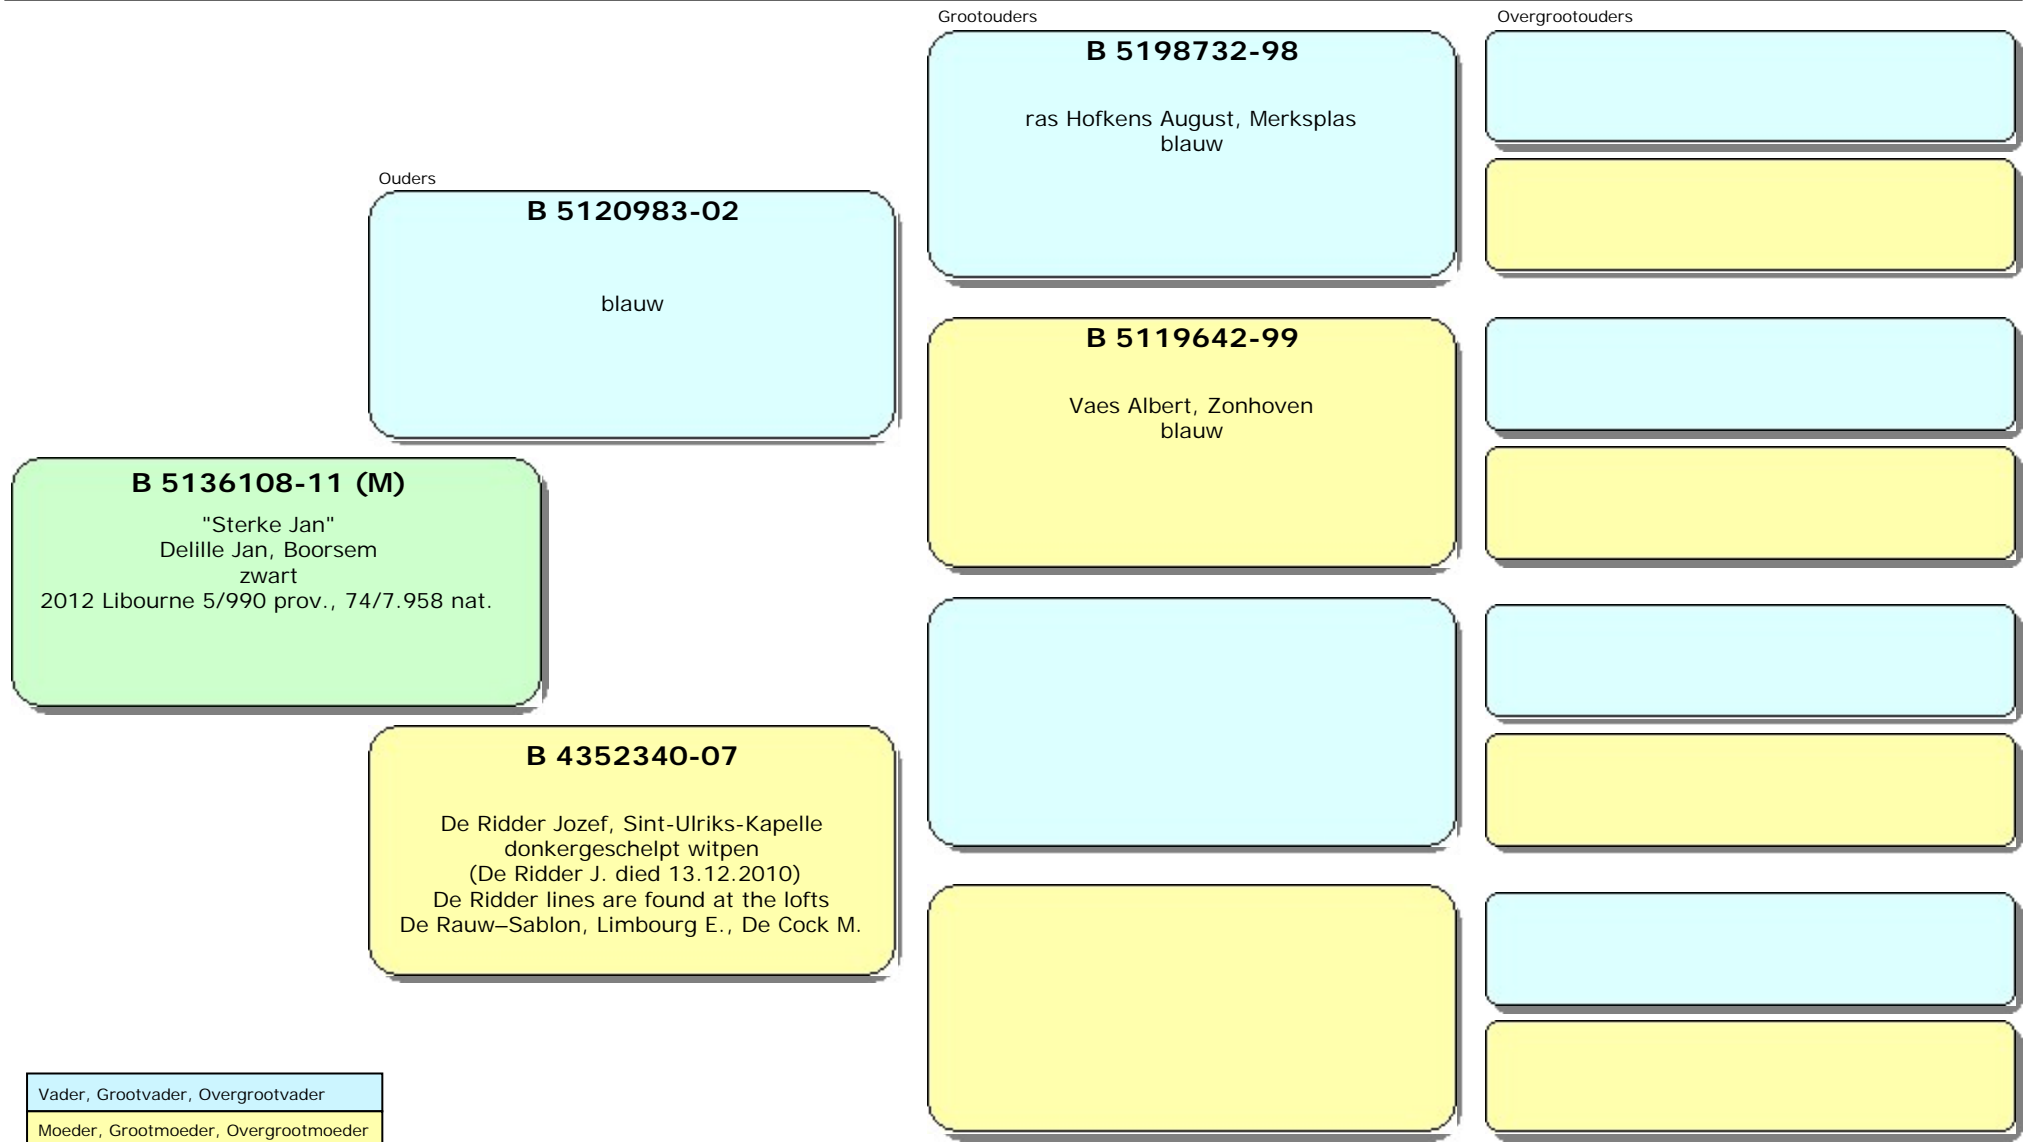 Grootouders
Overgrootouders
B 5198732-98
ras Hofkens August, Merksplas
blauw
Ouders
B 5120983-02
blauw
B 5119642-99
Vaes Albert, Zonhoven
blauw
B 5136108-11 (M)
"Sterke Jan"
Delille Jan, Boorsem
zwart
2012 Libourne 5/990 prov., 74/7.958 nat.
B 4352340-07
De Ridder Jozef, Sint-Ulriks-Kapelle
donkergeschelpt witpen
(De Ridder J. died 13.12.2010)
De Ridder lines are found at the lofts
De Rauw–Sablon, Limbourg E., De Cock M.
Vader, Grootvader, Overgrootvader
Moeder, Grootmoeder, Overgrootmoeder